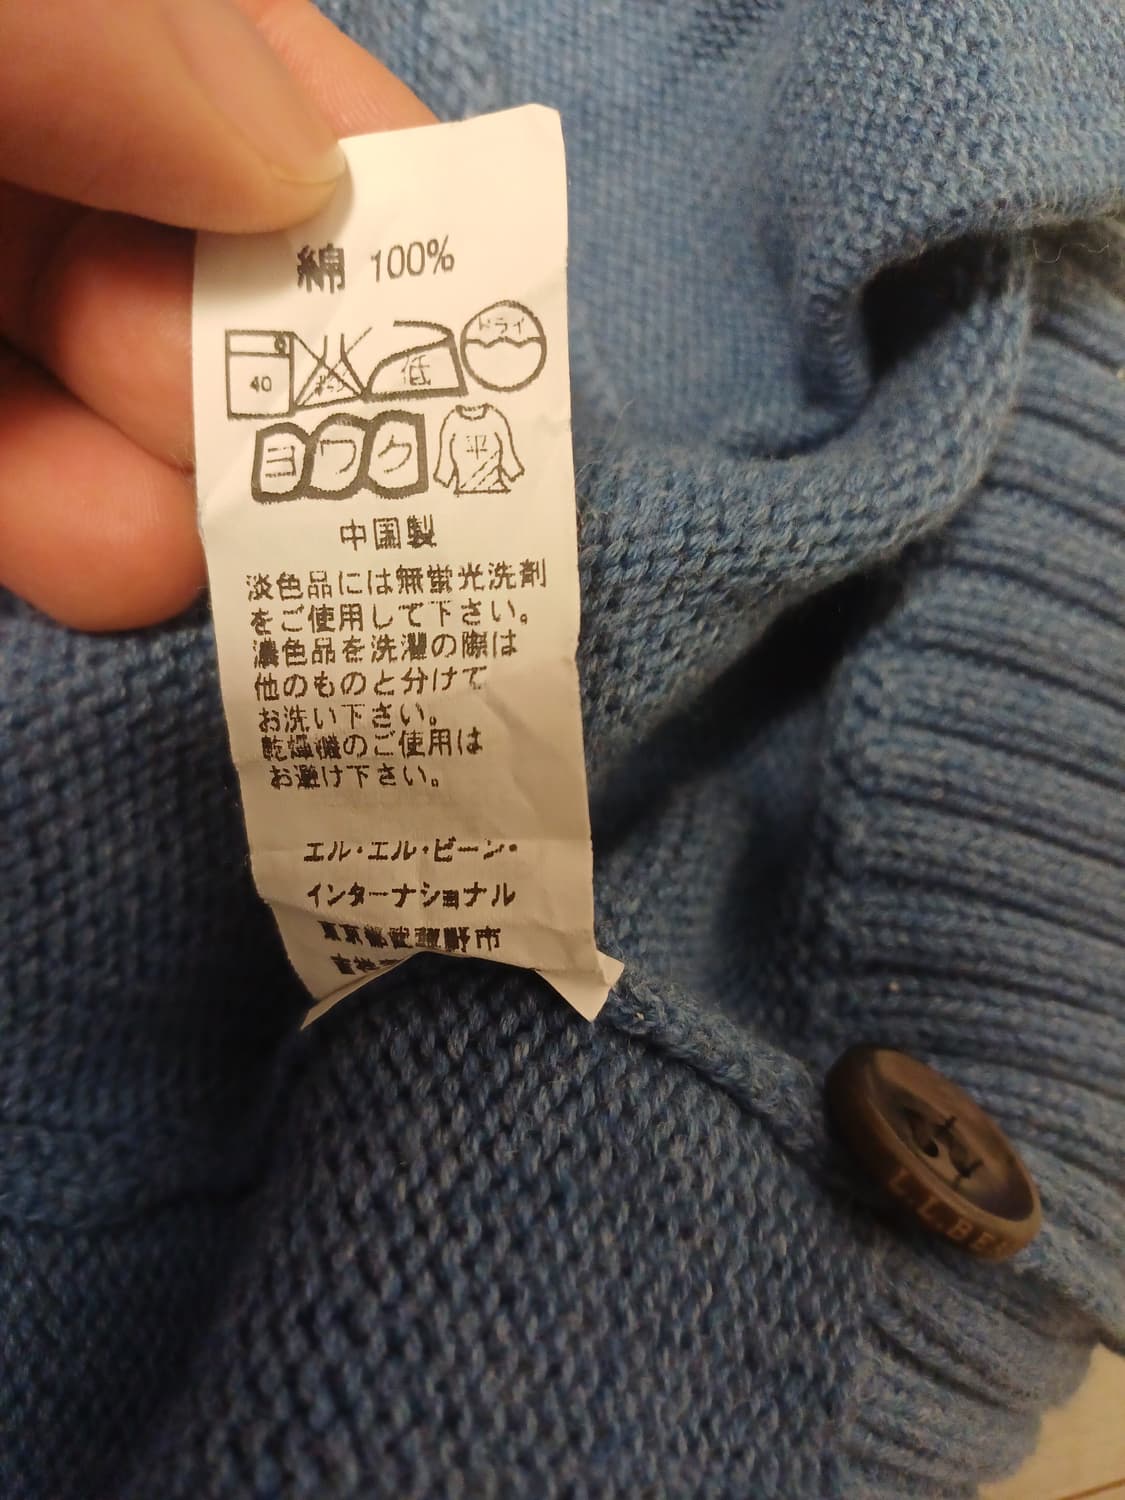 綿 100%
40
低
ドライ
ヨワク
平
中国製
淡色品には無蛍光洗剤
をご使用して下さい。
濃色品を洗濯の際は
他のものと分けて
お洗い下さい。
乾燥機のご使用は
お避け下さい。
エル・エル・ビーン・
インターナショナル
東京都武蔵野市
L.L.BE